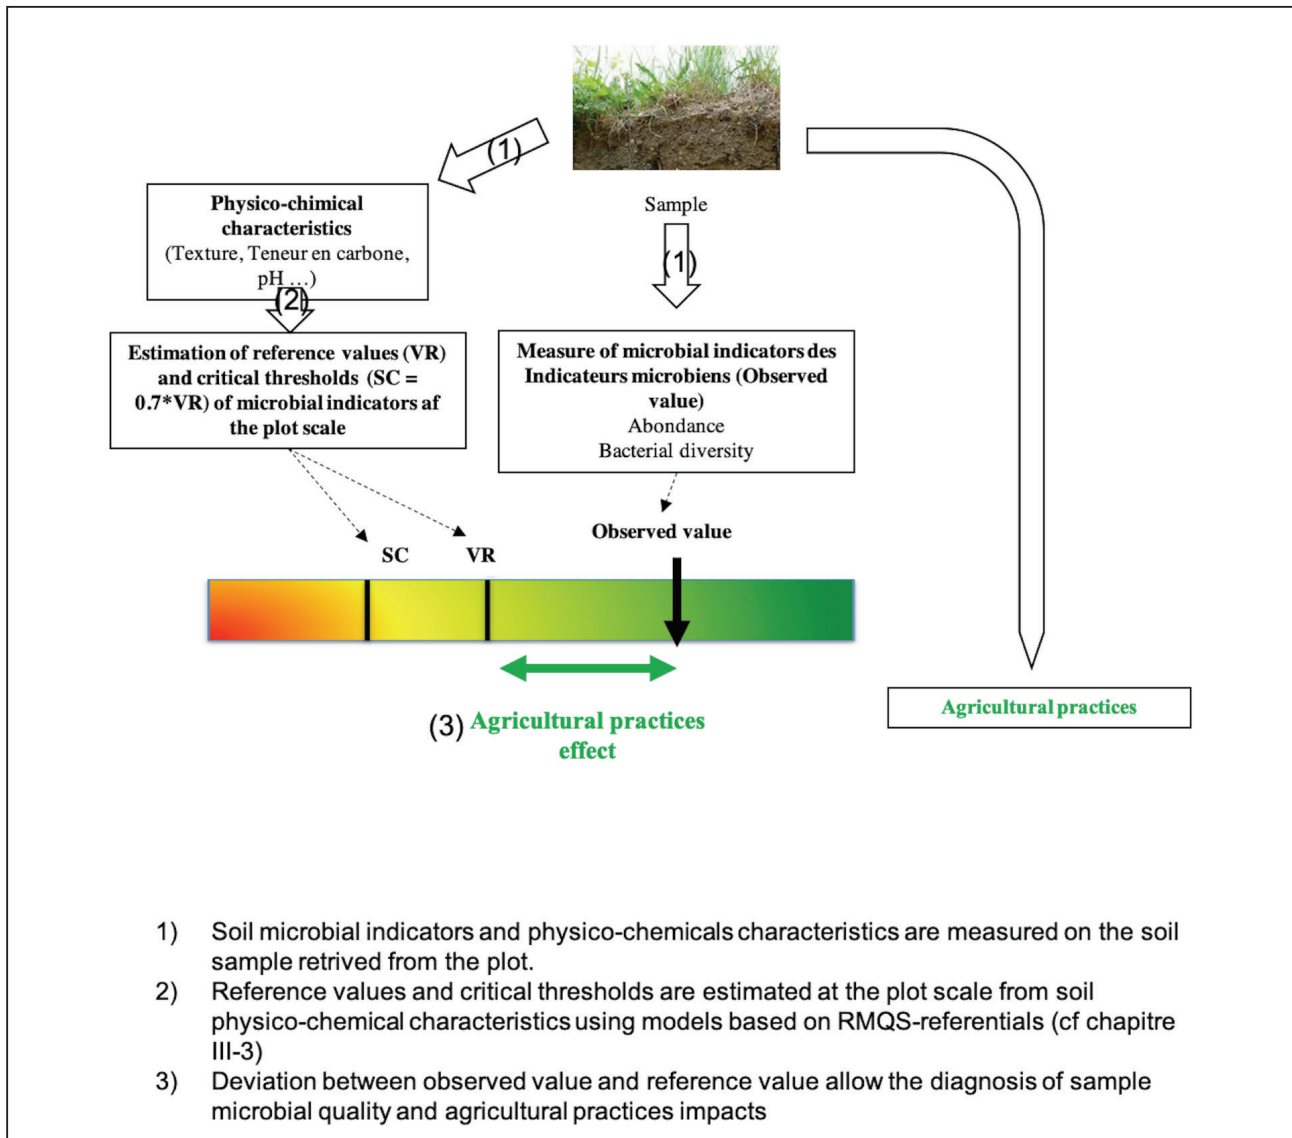 (1)
Physico-chimical
characteristics
(Texture, Teneur en carbone,
pH ...)
Sample
(1)
(2)
Estimation of reference values (VR)
and critical thresholds (SC =
0.7*VR) of microbial indicators af
the plot scale
Measure of microbial indicators des
Indicateurs microbiens (Observed
value)
Abondance
Bacterial diversity
Observed value
SC
VR
(3) Agricultural practices
effect
Agricultural practices
1) Soil microbial indicators and physico-chemicals characteristics are measured on the soil
sample retrived from the plot.
2) Reference values and critical thresholds are estimated at the plot scale from soil
physico-chemical characteristics using models based on RMQS-referentials (cf chapitre
III-3)
3) Deviation between observed value and reference value allow the diagnosis of sample
microbial quality and agricultural practices impacts